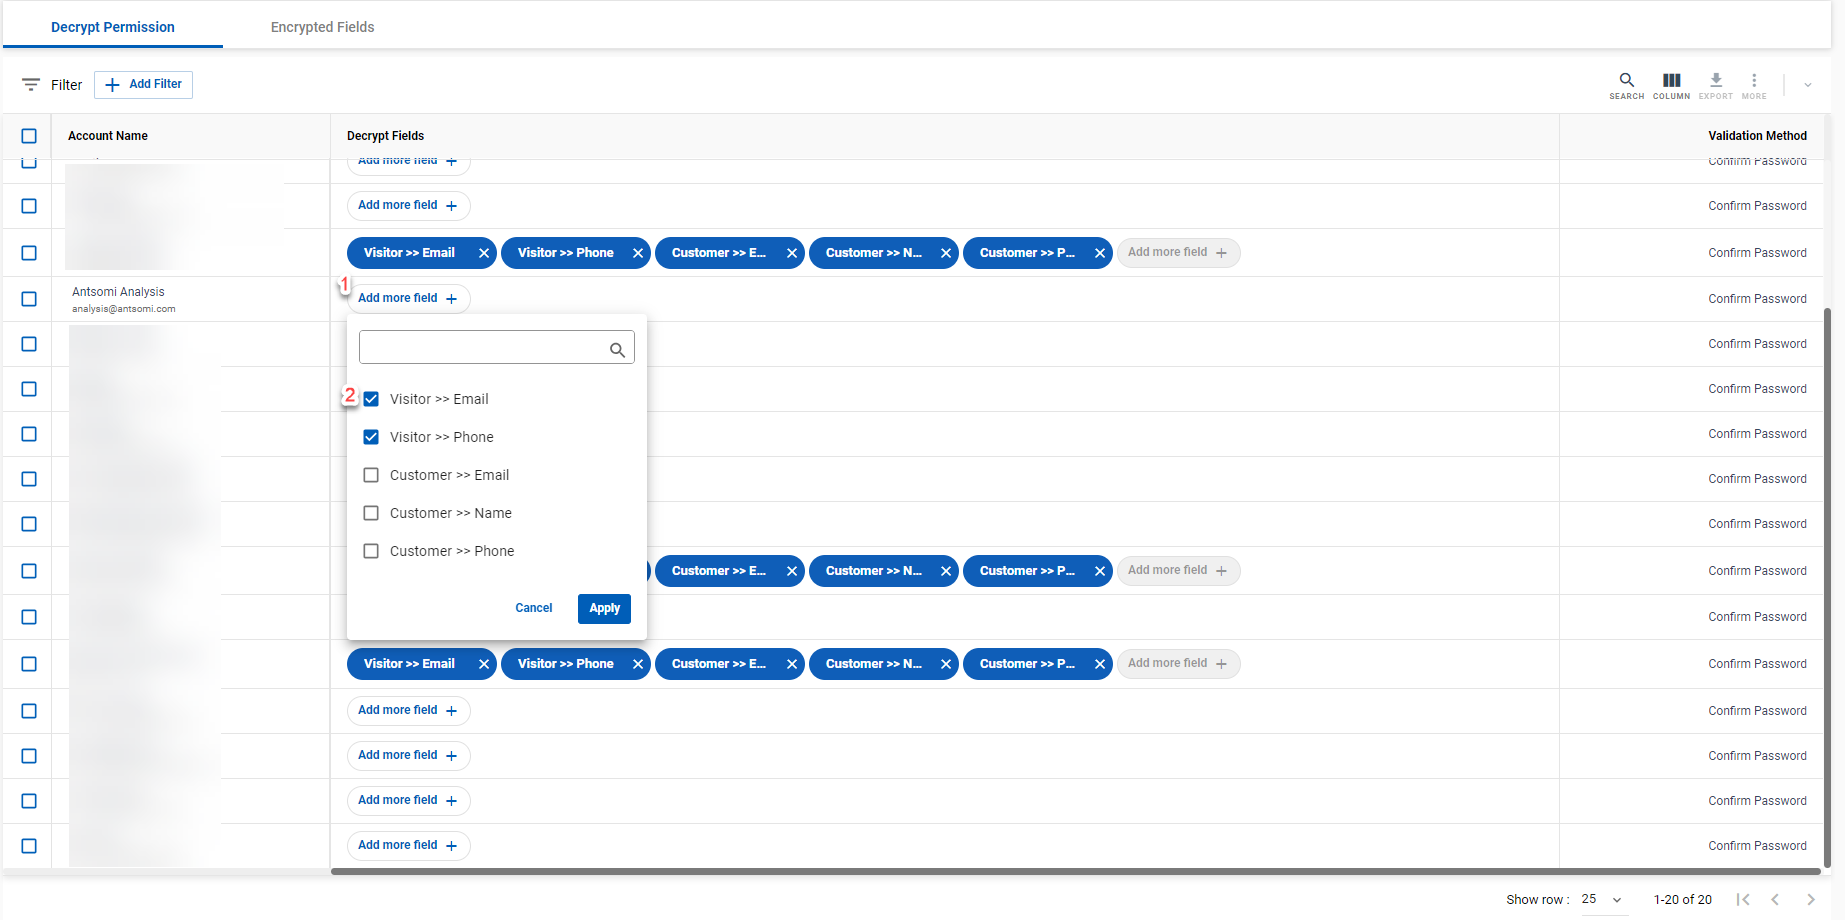 Decrypt Permission Encrypted Fields
Filter Add Filter SEARCH COLUMN EXPORT MORE
Account Name Decrypt Fields Validation Method
Add more field Confirm Password
Add more field Confirm Password
Visitor >> Email Visitor >> Phone Customer >> E... Customer >> N... Customer >> P... Add more field Confirm Password
Antsomi Analysis
analysis@antsomi.com
1 Add more field Confirm Password
Confirm Password
2 Visitor >> Email Confirm Password
Visitor >> Phone Confirm Password
Customer >> Email Confirm Password
Customer >> Name Confirm Password
Customer >> Phone
Customer >> E... Customer >> N... Customer >> P... Add more field Confirm Password
Cancel Apply Confirm Password
Visitor >> Email Visitor >> Phone Customer >> E... Customer >> N... Customer >> P... Add more field Confirm Password
Add more field Confirm Password
Add more field Confirm Password
Add more field Confirm Password
Add more field Confirm Password
Show row : 25 1-20 of 20